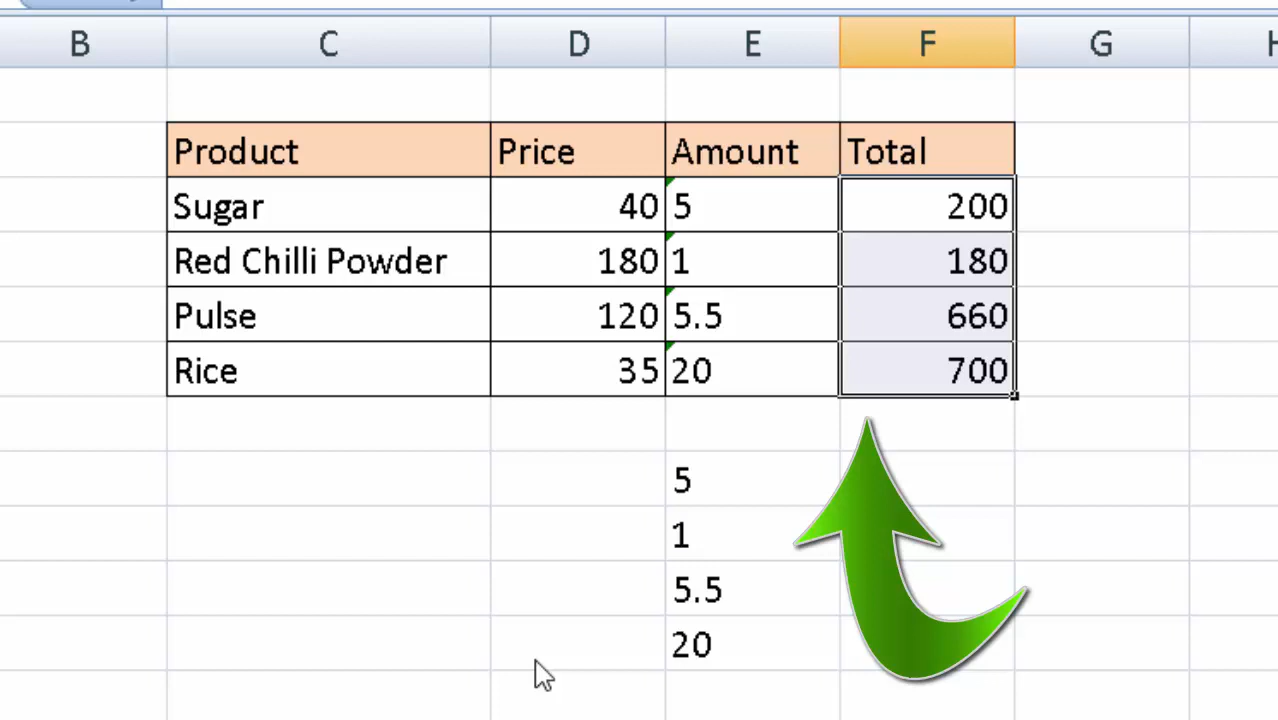 B C D E F G H
Product Price Amount Total
Sugar 40 5 200
Red Chilli Powder 180 1 180
Pulse 120 5.5 660
Rice 35 20 700
5
1
5.5
20